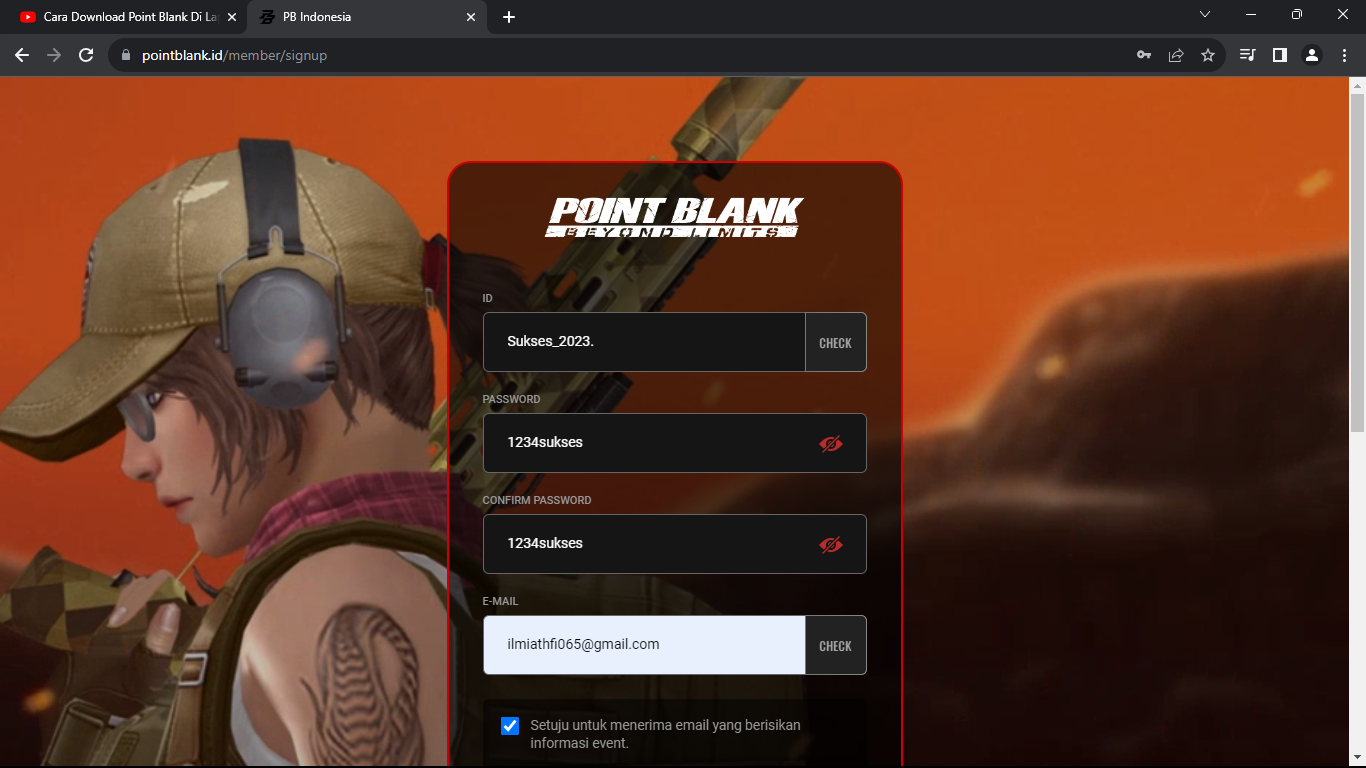 Cara Download Point Blank Di La
PB Indonesia
pointblank.id/member/signup
POINT BLANK
BEYOND LIMITS
ID
Sukses_2023.
CHECK
PASSWORD
1234sukses
CONFIRM PASSWORD
1234sukses
E-MAIL
ilmiathfi065@gmail.com
CHECK
Setuju untuk menerima email yang berisikan
informasi event.